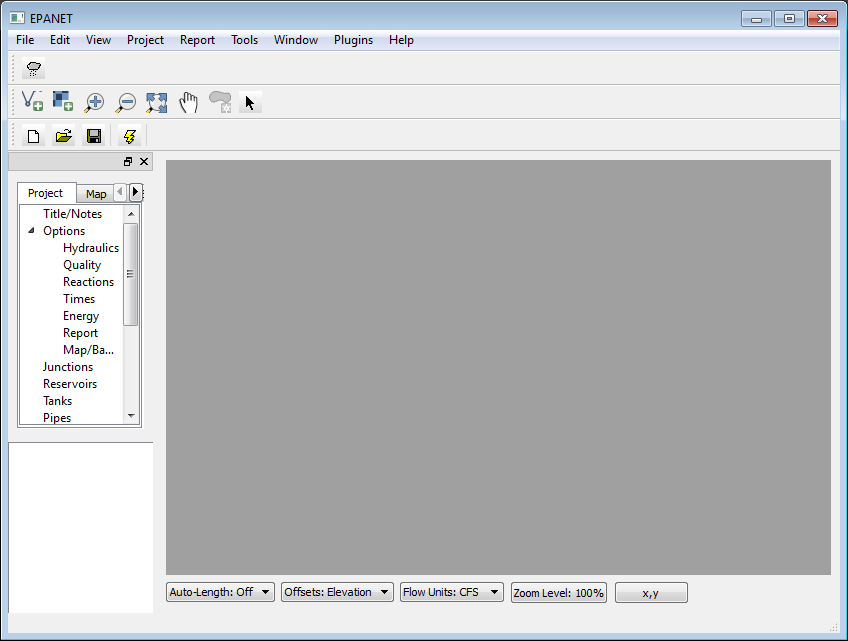 EPANET
File Edit View Project Report Tools Window Plugins Help
Project Map
Title/Notes
Options
Hydraulics
Quality
Reactions
Times
Energy
Report
Map/Ba...
Junctions
Reservoirs
Tanks
Pipes
Auto-Length: Off Offsets: Elevation Flow Units: CFS Zoom Level: 100% x,y